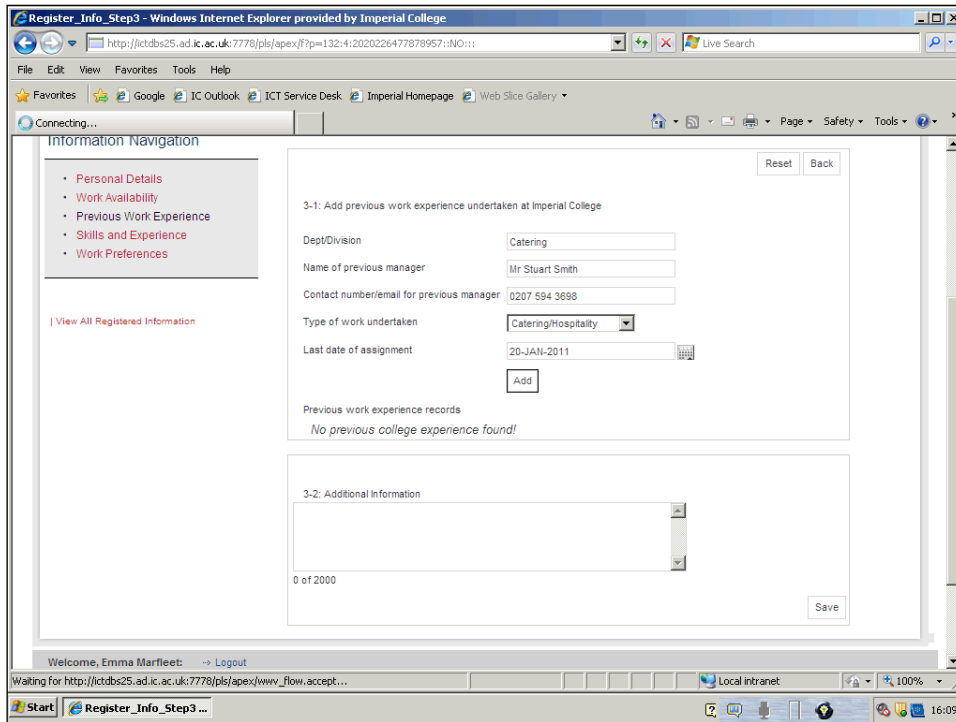 Register_Info_Step3 - Windows Internet Explorer provided by Imperial College
http://ictdbs25.ad.ic.ac.uk:7778/pls/apex/f?p=132:4:2020226477878957::NO:::
Live Search
File Edit View Favorites Tools Help
Favorites Google IC Outlook ICT Service Desk Imperial Homepage Web Slice Gallery
Connecting...
Page Safety Tools
Information Navigation
Reset Back
• Personal Details
• Work Availability
• Previous Work Experience
• Skills and Experience
• Work Preferences
| View All Registered Information
3-1: Add previous work experience undertaken at Imperial College
Dept/Division Catering
Name of previous manager Mr Stuart Smith
Contact number/email for previous manager 0207 594 3698
Type of work undertaken Catering/Hospitality
Last date of assignment 20-JAN-2011
Add
Previous work experience records
No previous college experience found!
3-2: Additional Information
0 of 2000
Save
Welcome, Emma Marfleet: → Logout
Waiting for http://ictdbs25.ad.ic.ac.uk:7778/pls/apex/wwv_flow.accept...
Local intranet
100%
Start
Register_Info_Step3 ...
16:09